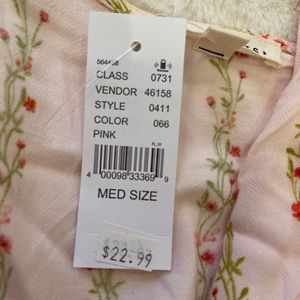 CLASS 0731
VENDOR 46158
STYLE 0411
COLOR 066
PINK
4 00098 33369 9
MED SIZE
$22.99